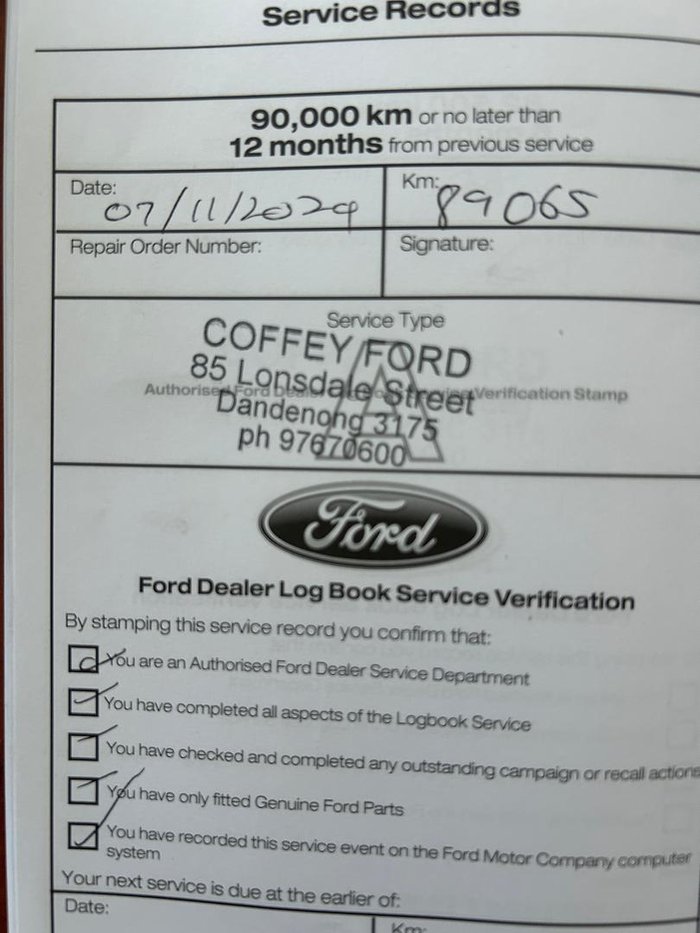 Service Records
90,000 km or no later than
12 months from previous service
Date: 07/11/2024
Km: 89065
Repair Order Number:
Signature:
Service Type
A
COFFEY FORD
85 Lonsdale Street
Dandenong 3175
ph 97670600
Authorised Ford Verification Stamp
Ford
Ford Dealer Log Book Service Verification
By stamping this service record you confirm that:
You are an Authorised Ford Dealer Service Department
You have completed all aspects of the Logbook Service
You have checked and completed any outstanding campaign or recall actions
You have only fitted Genuine Ford Parts
You have recorded this service event on the Ford Motor Company computer
system
Your next service is due at the earlier of:
Date:
Km: